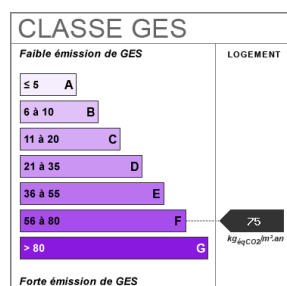 CLASSE GES
Faible émission de GES
LOGEMENT
≤ 5 A
6 à 10 B
11 à 20 C
21 à 35 D
36 à 55 E
56 à 80 F
75
kgéqCO2/m².an
> 80 G
Forte émission de GES